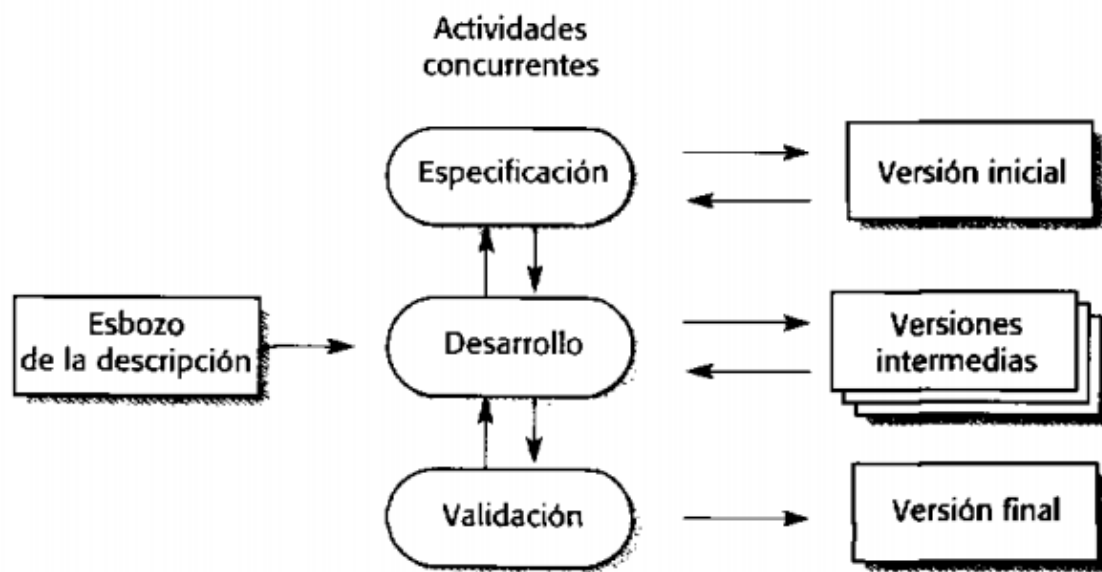 Actividades
concurrentes
Especificación
Versión inicial
Esbozo
de la descripción
Desarrollo
Versiones
intermedias
Validación
Versión final